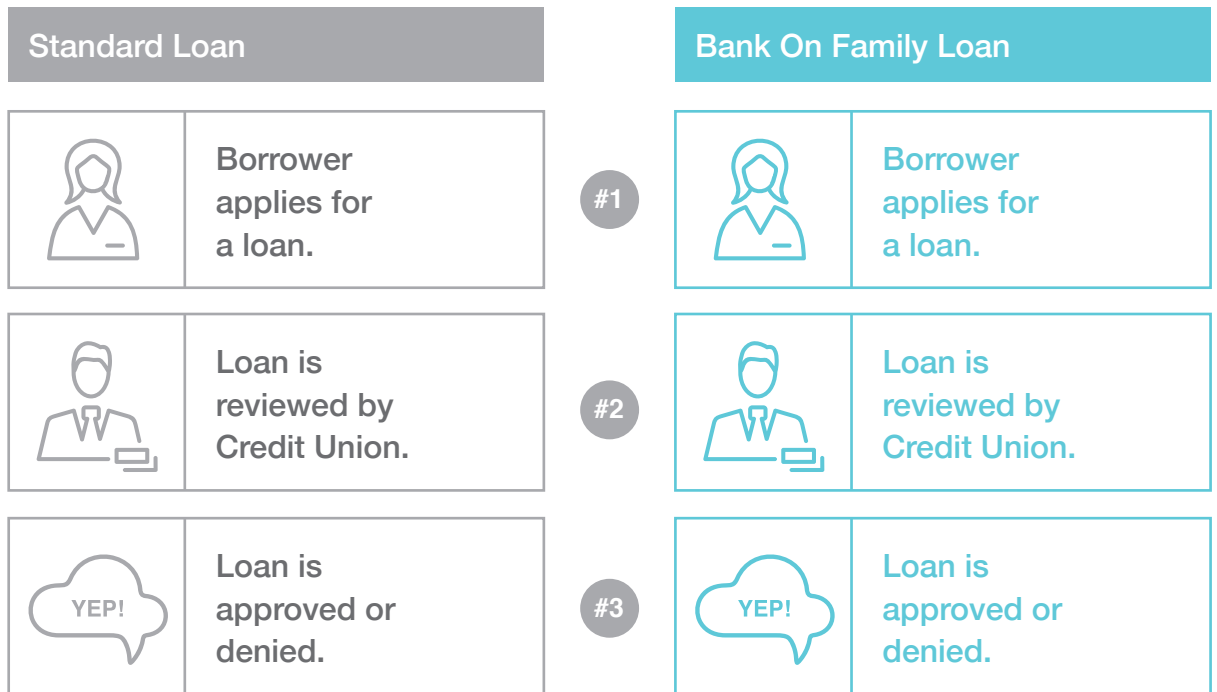 Standard Loan
Bank On Family Loan
Borrower
applies for
a loan.
#1
Borrower
applies for
a loan.
Loan is
reviewed by
Credit Union.
#2
Loan is
reviewed by
Credit Union.
YEP!
Loan is
approved or
denied.
#3
YEP!
Loan is
approved or
denied.